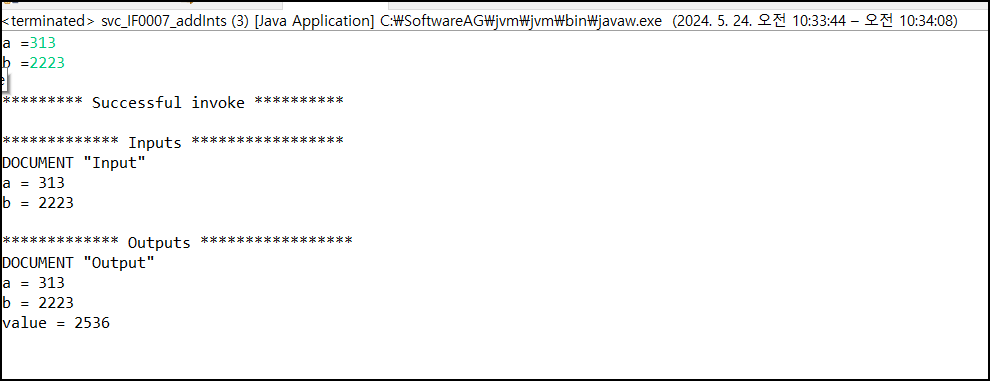 <terminated> svc_IF0007_addInts (3) [Java Application] C:₩SoftwareAG₩jvm₩jvm₩bin₩javaw.exe (2024. 5. 24. 오전 10:33:44 – 오전 10:34:08)
a =313
b =2223
********* Successful invoke **********
************* Inputs *****************
DOCUMENT "Input"
a = 313
b = 2223
************* Outputs *****************
DOCUMENT "Output"
a = 313
b = 2223
value = 2536